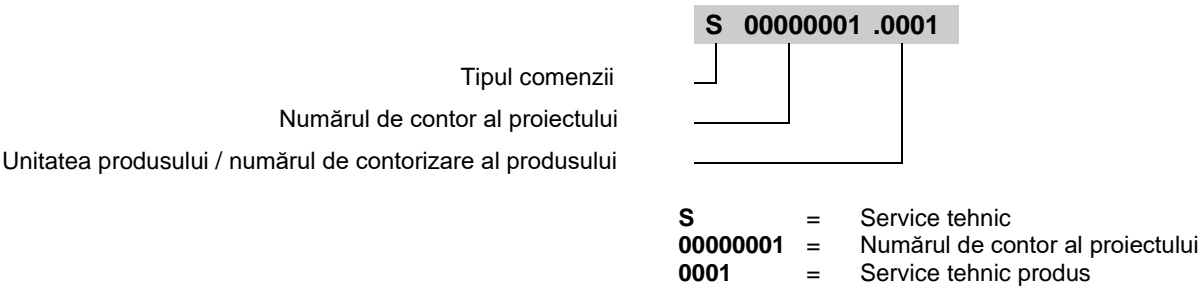 S 00000001 .0001
Tipul comenzii
Numărul de contor al proiectului
Unitatea produsului / numărul de contorizare al produsului
S = Service tehnic
00000001 = Numărul de contor al proiectului
0001 = Service tehnic produs